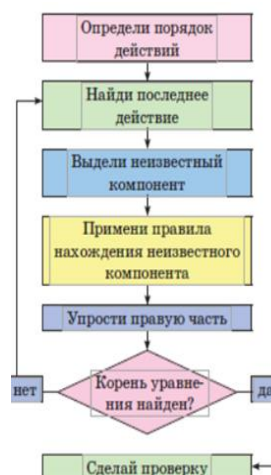 Определи порядок
действий
Найди последнее
действие
Выдели неизвестный
компонент
Примени правила
нахождения неизвестного
компонента
Упрости правую часть
нет
Корень уравне-
ния найден?
да
Сделай проверку